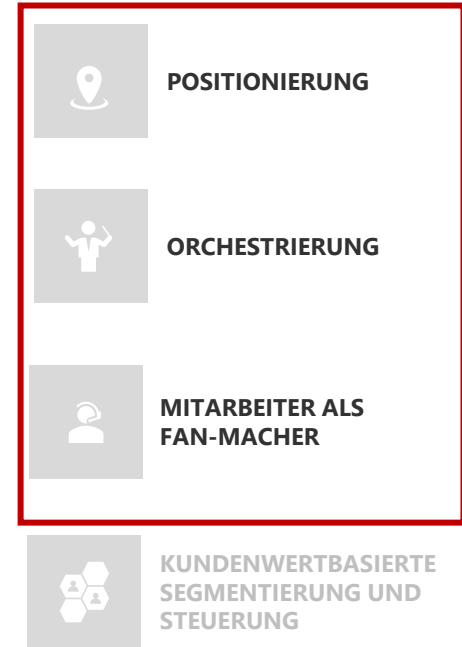 POSITIONIERUNG
ORCHESTRIERUNG
MITARBEITER ALS
FAN-MACHER
KUNDENWERTBASIERTE
SEGMENTIERUNG UND
STEUERUNG